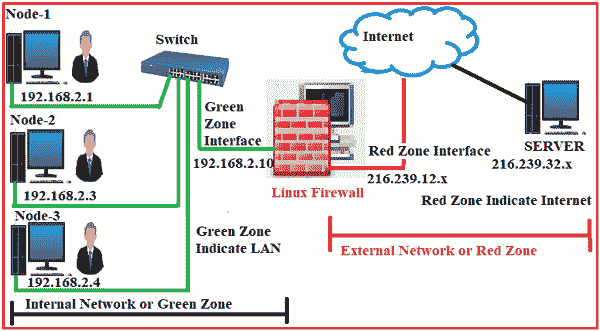 Node-1
192.168.2.1
Node-2
192.168.2.3
Node-3
192.168.2.4
Switch
Green
Zone
Interface
192.168.2.10
Green Zone
Indicate LAN
Linux Firewall
Internet
Red Zone Interface
216.239.12.x
SERVER
216.239.32.x
Red Zone Indicate Internet
External Network or Red Zone
Internal Network or Green Zone